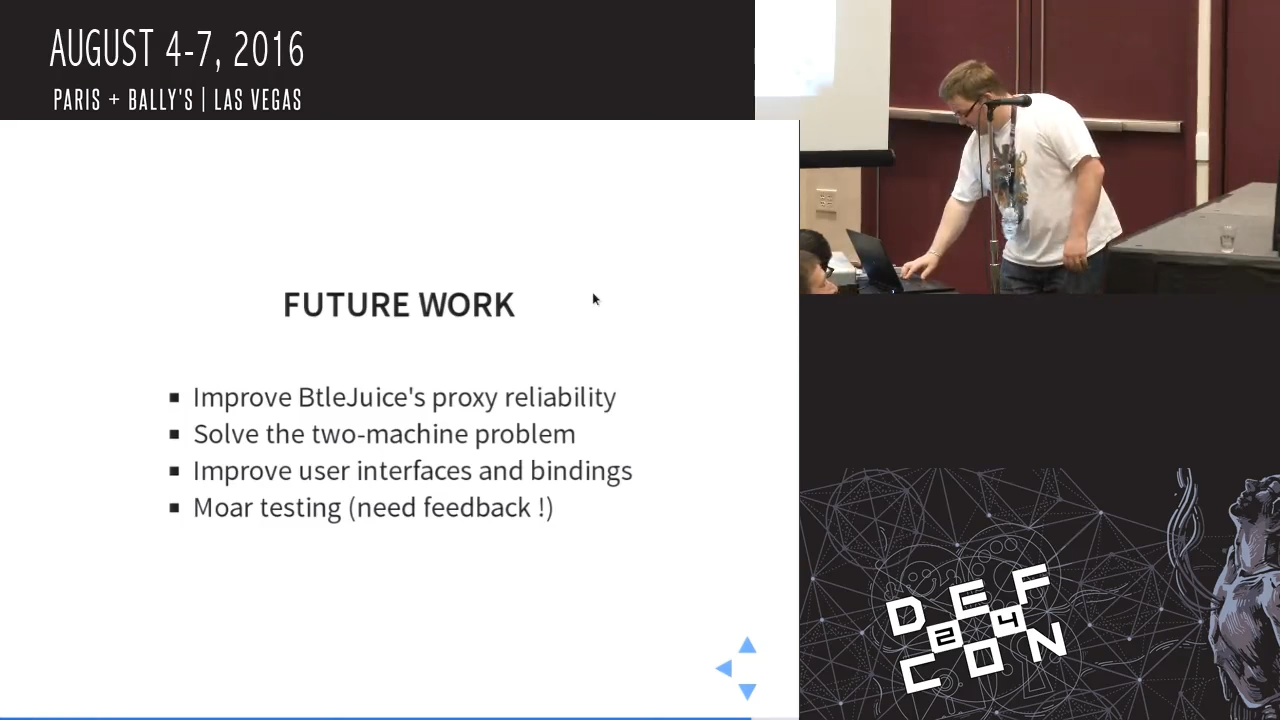 AUGUST 4-7, 2016
PARIS + BALLY'S | LAS VEGAS
FUTURE WORK
Improve BtleJuice's proxy reliability
Solve the two-machine problem
Improve user interfaces and bindings
Moar testing (need feedback !)
DEF
24
CON